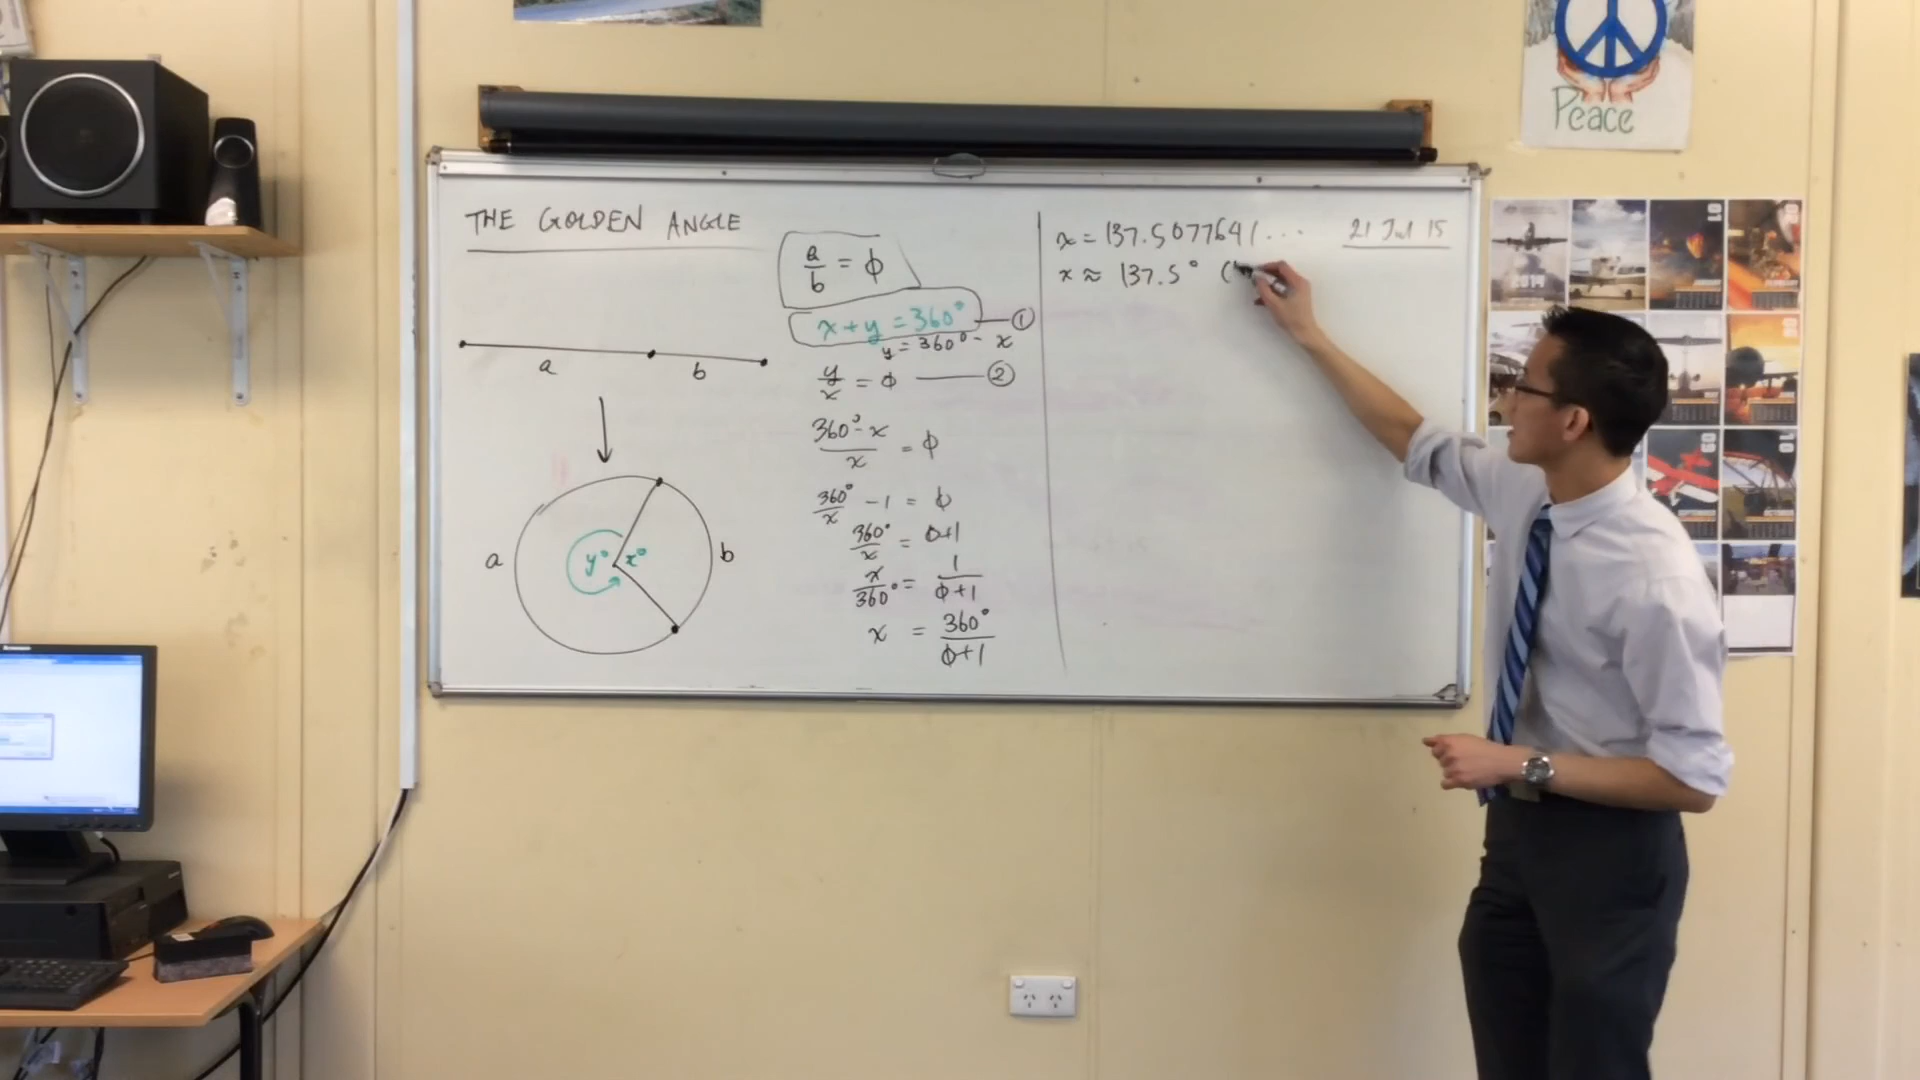 Peace
THE GOLDEN ANGLE
a/b = ϕ
x + y = 360° — ①
y = 360° - x
y/x = ϕ — ②
(360° - x)/x = ϕ
360°/x - 1 = ϕ
360°/x = ϕ+1
x/360° = 1/(ϕ+1)
x = 360°/(ϕ+1)
a
b
a
y°
x°
b
x = 137.5077641...
21 Jul 15
x ≈ 137.5° (
2014